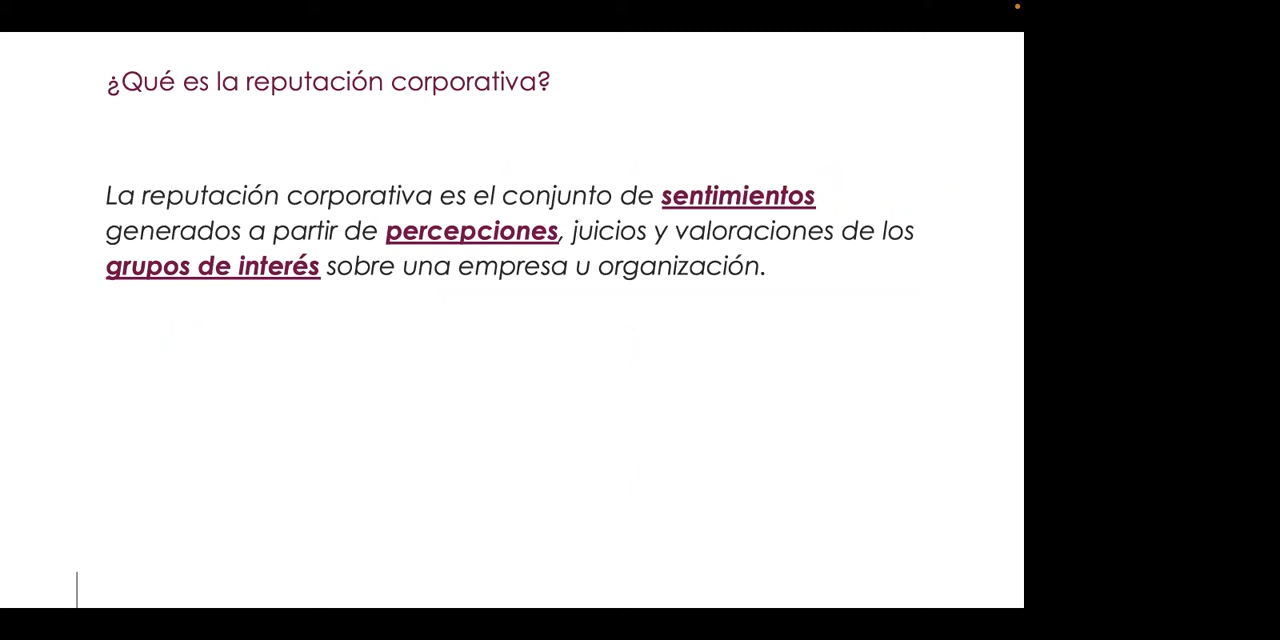 ¿Qué es la reputación corporativa?
La reputación corporativa es el conjunto de sentimientos
generados a partir de percepciones, juicios y valoraciones de los
grupos de interés sobre una empresa u organización.